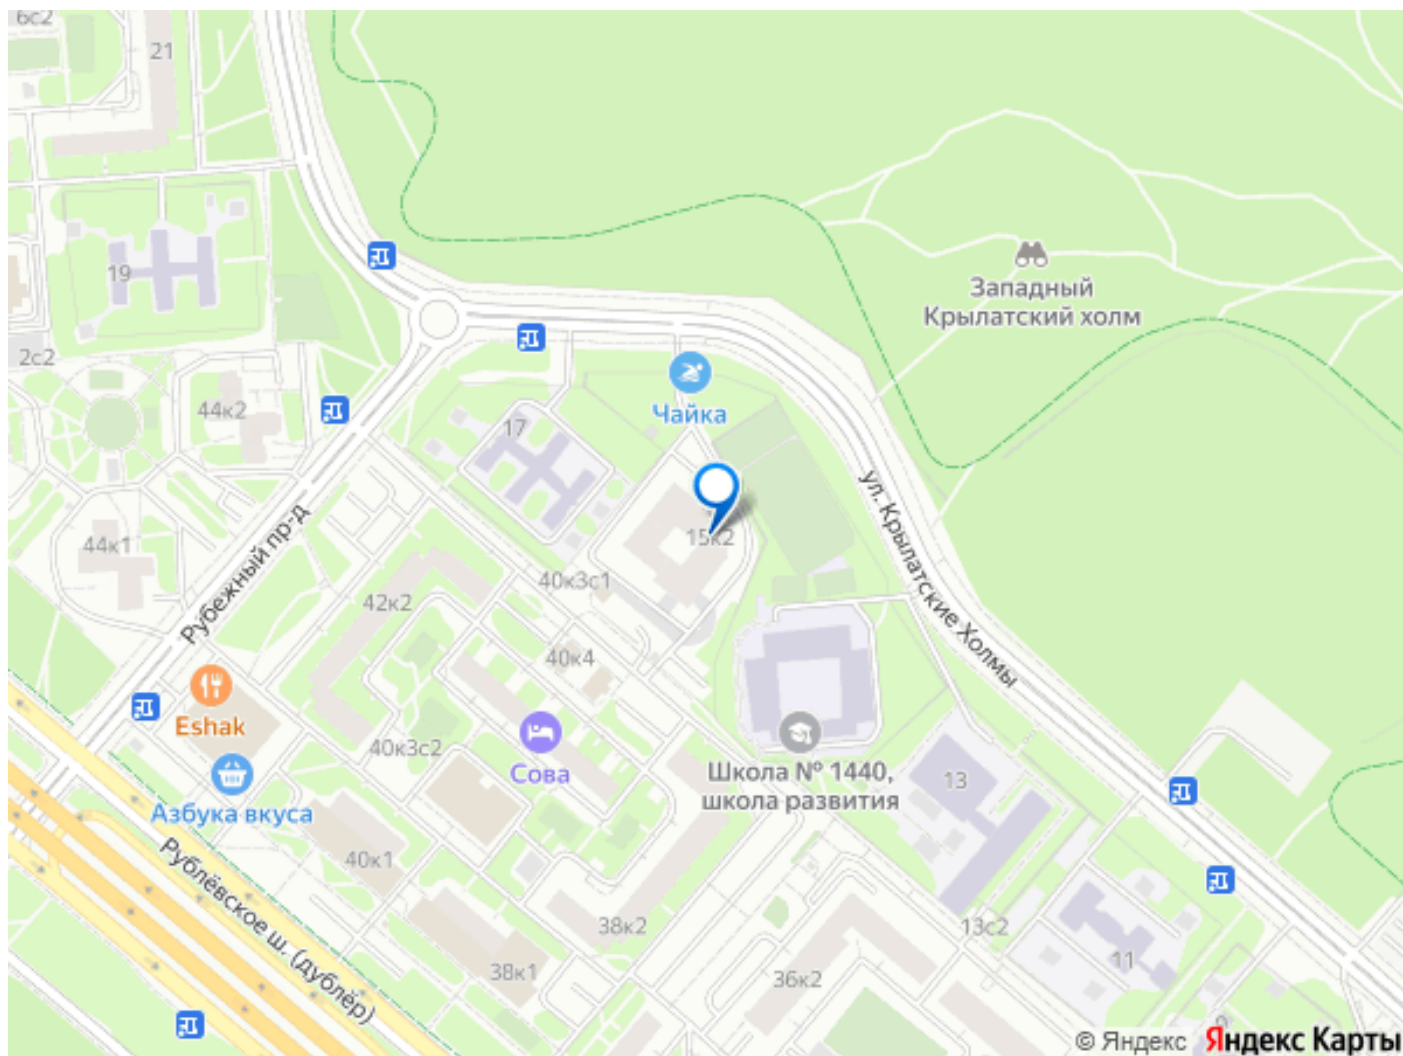 6с2
21
19
2с2
44к2
17
Чайка
Западный
Крылатский холм
ул. Крылатские Холмы
15к2
44к1
Рубежный пр-д
42к2
40к3с1
40к4
Eshak
40к3с2
Сова
Азбука вкуса
Школа № 1440,
школа развития
13
40к1
Рублёвское ш. (дублёр)
38к2
38к1
13с2
36к2
11
9
© Яндекс Яндекс Карты